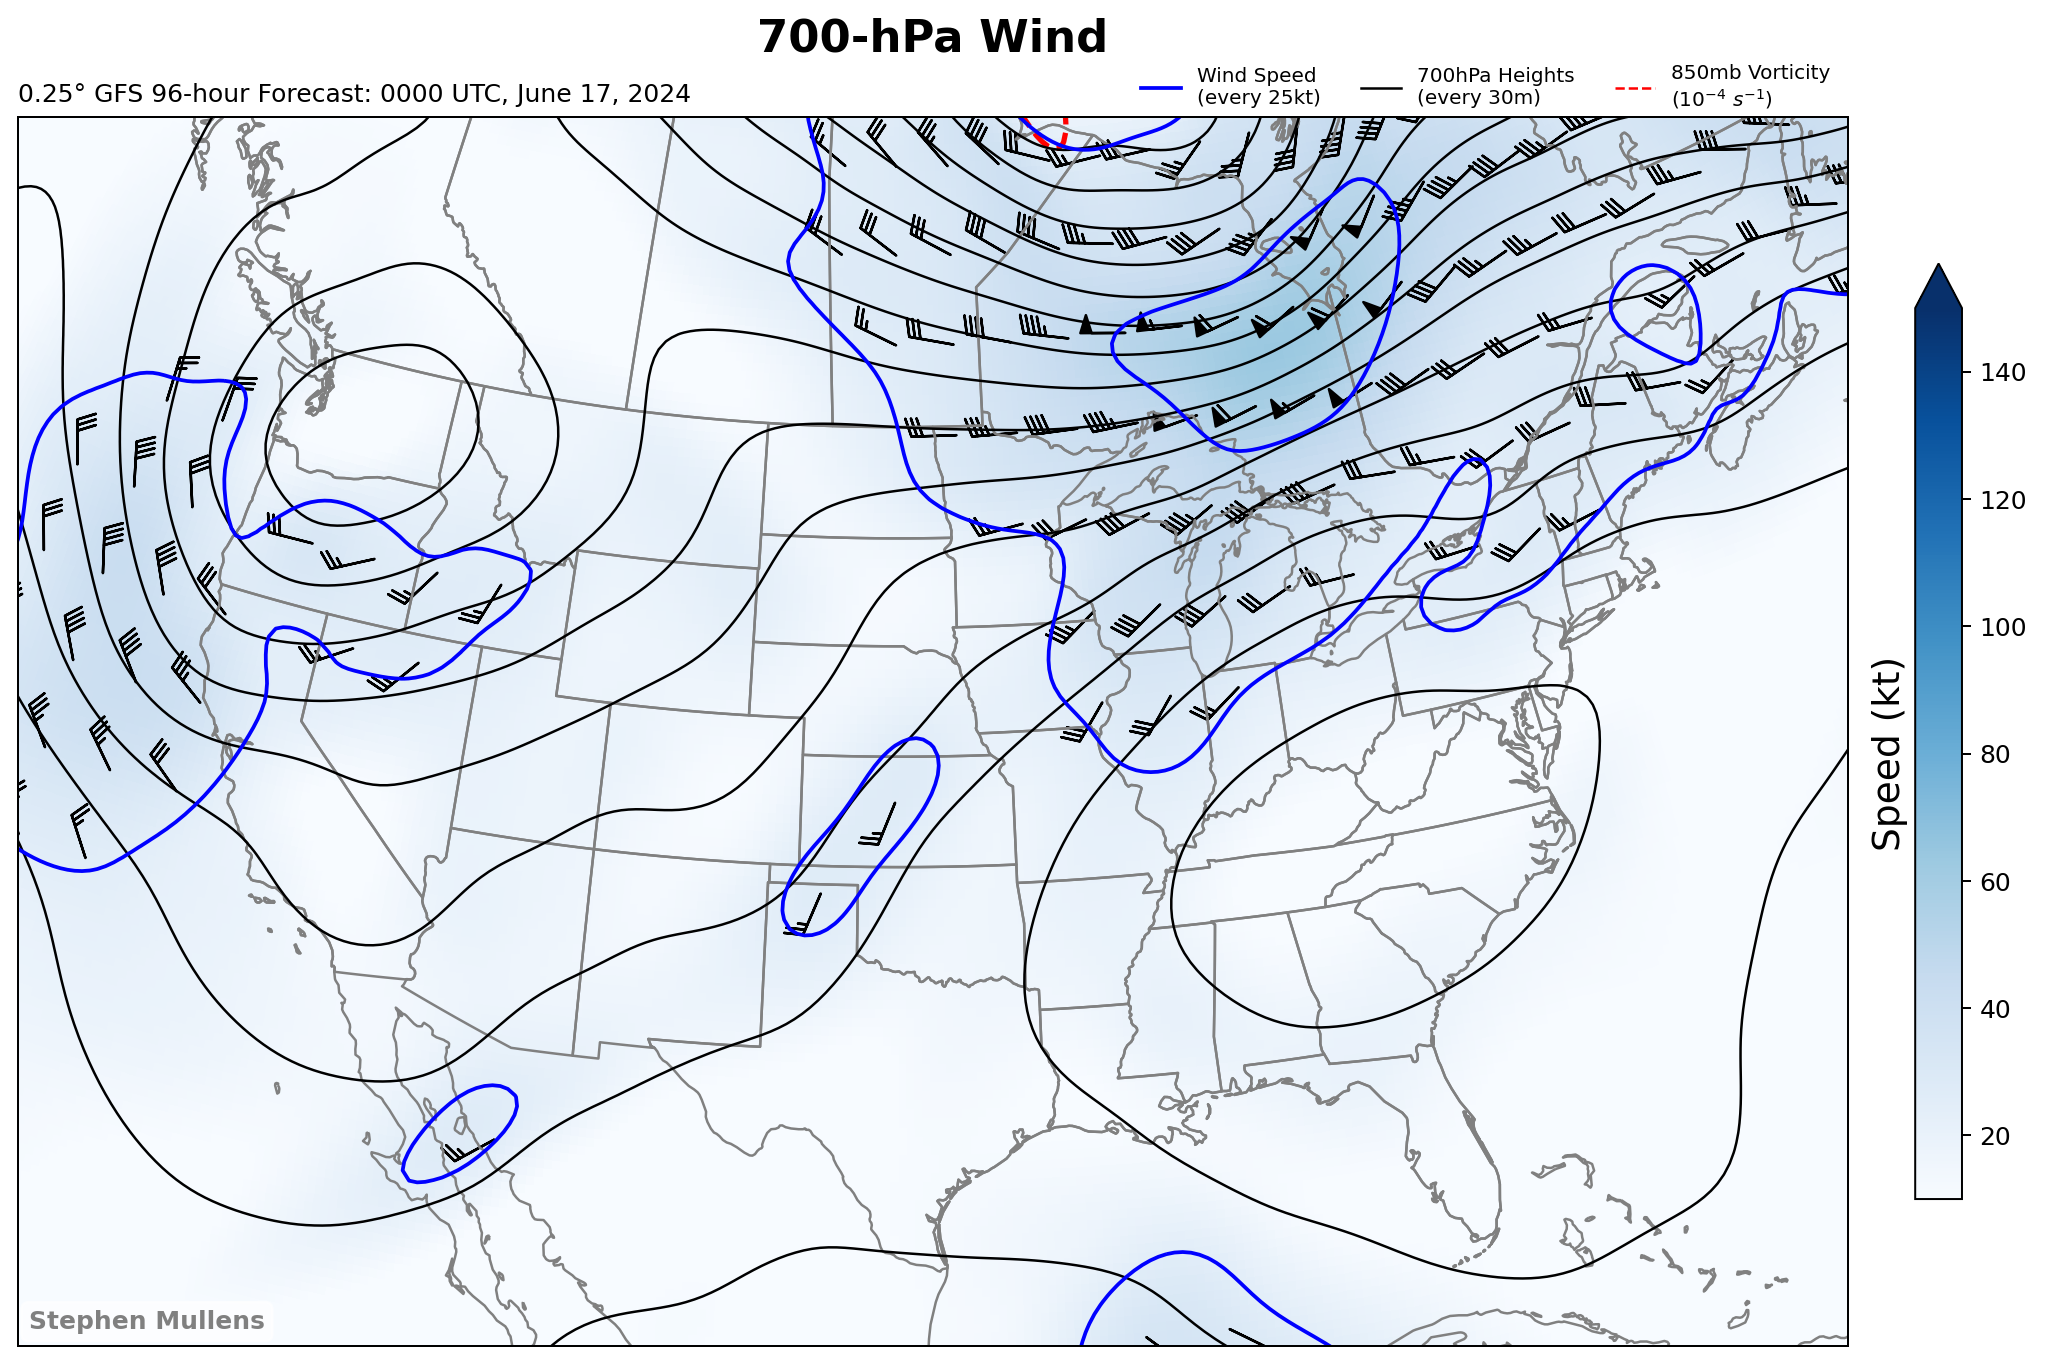 700-hPa Wind
0.25° GFS 96-hour Forecast: 0000 UTC, June 17, 2024
Wind Speed
(every 25kt)
700hPa Heights
(every 30m)
850mb Vorticity
(10⁻⁴ s⁻¹)
140
120
100
80
60
40
20
Speed (kt)
Stephen Mullens